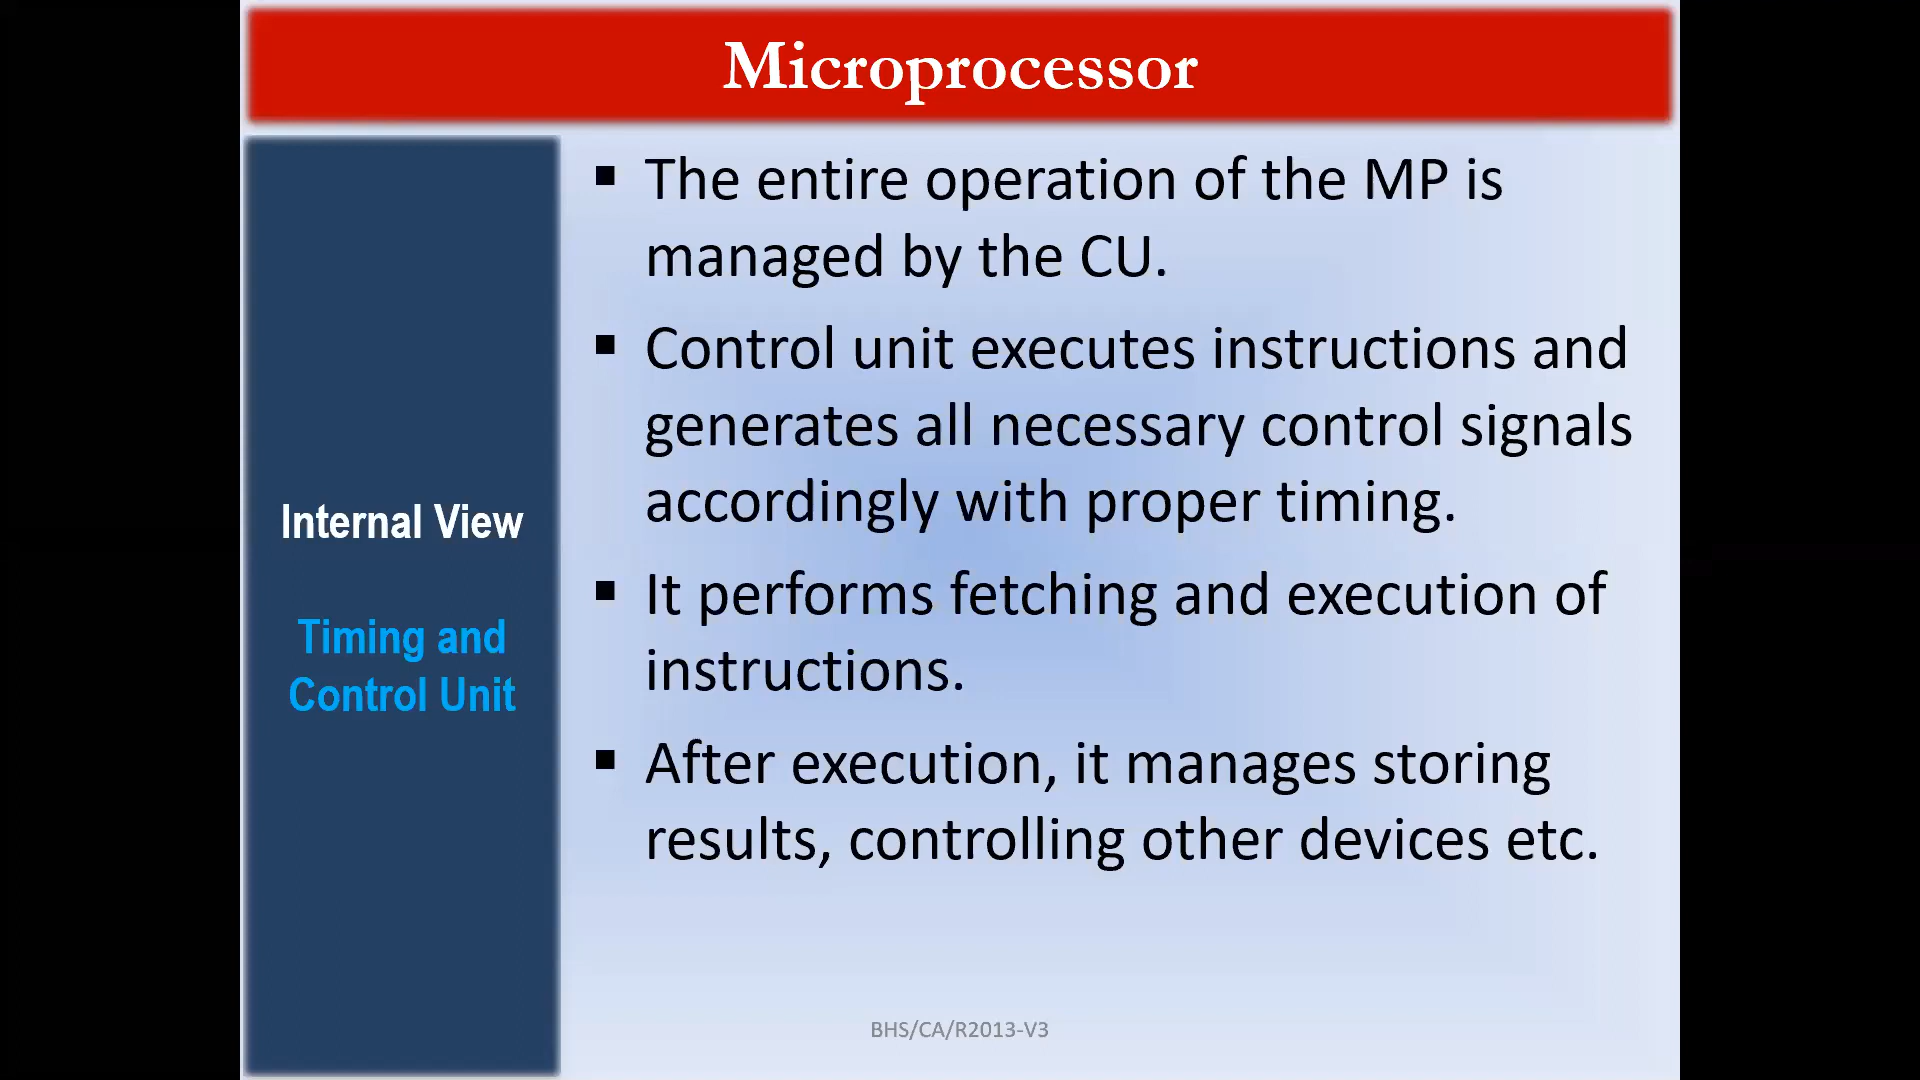 Microprocessor
Internal View
Timing and
Control Unit
▪ The entire operation of the MP is
managed by the CU.
▪ Control unit executes instructions and
generates all necessary control signals
accordingly with proper timing.
▪ It performs fetching and execution of
instructions.
▪ After execution, it manages storing
results, controlling other devices etc.
BHS/CA/R2013-V3